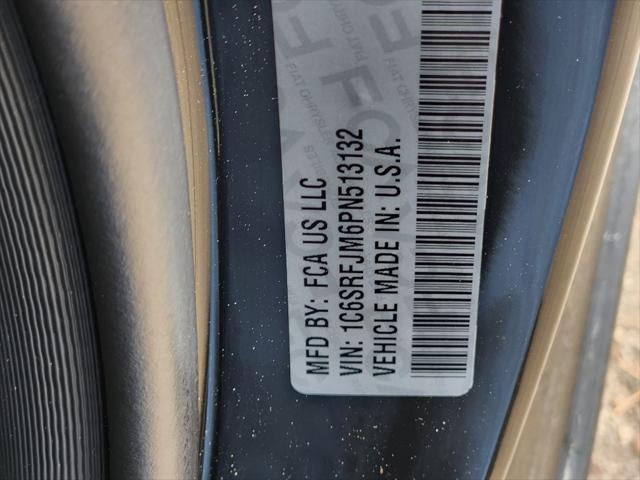 MFD BY: FCA US LLC
VIN: 1C6SRFJM6PN513132
VEHICLE MADE IN: U.S.A.